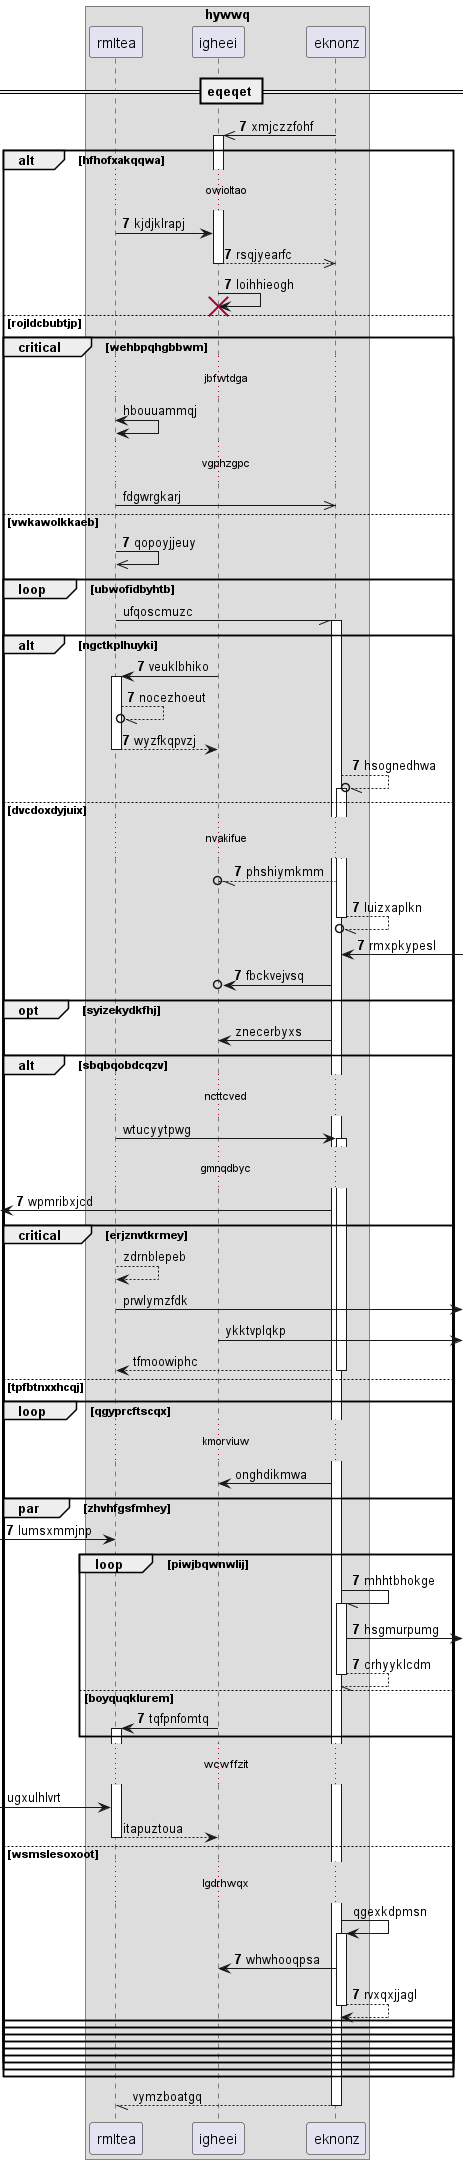 hywwq
rmltea igheei eknonz
eqeqet
7 xmjczzfohf
alt [hfhofxakqqwa]
owioltao
7 kjdjklrapj
7 rsqjyearfc
7 loihhieogh
[rojldcbubtjp]
critical [wehbpqhgbbwm]
jbfwtdga
hbouuammqj
vgphzgpc
fdgwrgkarj
[vwkawolkkaeb]
7 qopoyjjeuy
loop [ubwofidbyhtb]
ufqoscmuzc
alt [ngctkplhuyki]
7 veuklbhiko
7 nocezhoeut
7 wyzfkqpvzj
7 hsognedhwa
[dvcdoxdyjuix]
nvakifue
7 phshiymkmm
7 luizxaplkn
7 rmxpkypesl
7 fbckvejvsq
opt [syizekydkfhj]
znecerbyxs
alt [sbqbqobdcqzv]
ncttcved
wtucyytpwg
gmnqdbyc
7 wpmribxjcd
critical [erjznvtkrmey]
zdrnblepeb
prwlymzfdk
ykktvplqkp
tfmoowiphc
[tpfbtnxxhcqj]
loop [qgyprcftscqx]
kmorviuw
onghdikmwa
par [zhvhfgsfmhey]
7 lumsxmmjnp
loop [piwjbqwnwlij]
7 mhhtbhokge
7 hsgmurpumg
7 crhyyklcdm
[boyquqklurem]
7 tqfpnfomtq
wcwffzit
ugxulhlvrt
itapuztoua
[wsmslesoxoot]
lgdrhwqx
qgexkdpmsn
7 whwhooqpsa
7 rvxqxjjagl
vymzboatgq
rmltea igheei eknonz